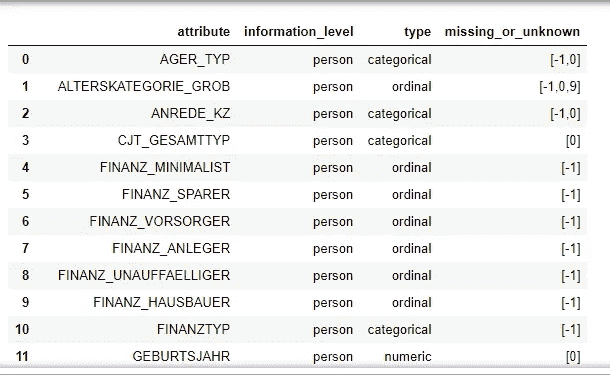 attribute information_level type missing_or_unknown
0 AGER_TYP person categorical [-1,0]
1 ALTERSKATEGORIE_GROB person ordinal [-1,0,9]
2 ANREDE_KZ person categorical [-1,0]
3 CJT_GESAMTTYP person categorical [0]
4 FINANZ_MINIMALIST person ordinal [-1]
5 FINANZ_SPARER person ordinal [-1]
6 FINANZ_VORSORGER person ordinal [-1]
7 FINANZ_ANLEGER person ordinal [-1]
8 FINANZ_UNAUFFAELLIGER person ordinal [-1]
9 FINANZ_HAUSBAUER person ordinal [-1]
10 FINANZTYP person categorical [-1]
11 GEBURTSJAHR person numeric [0]